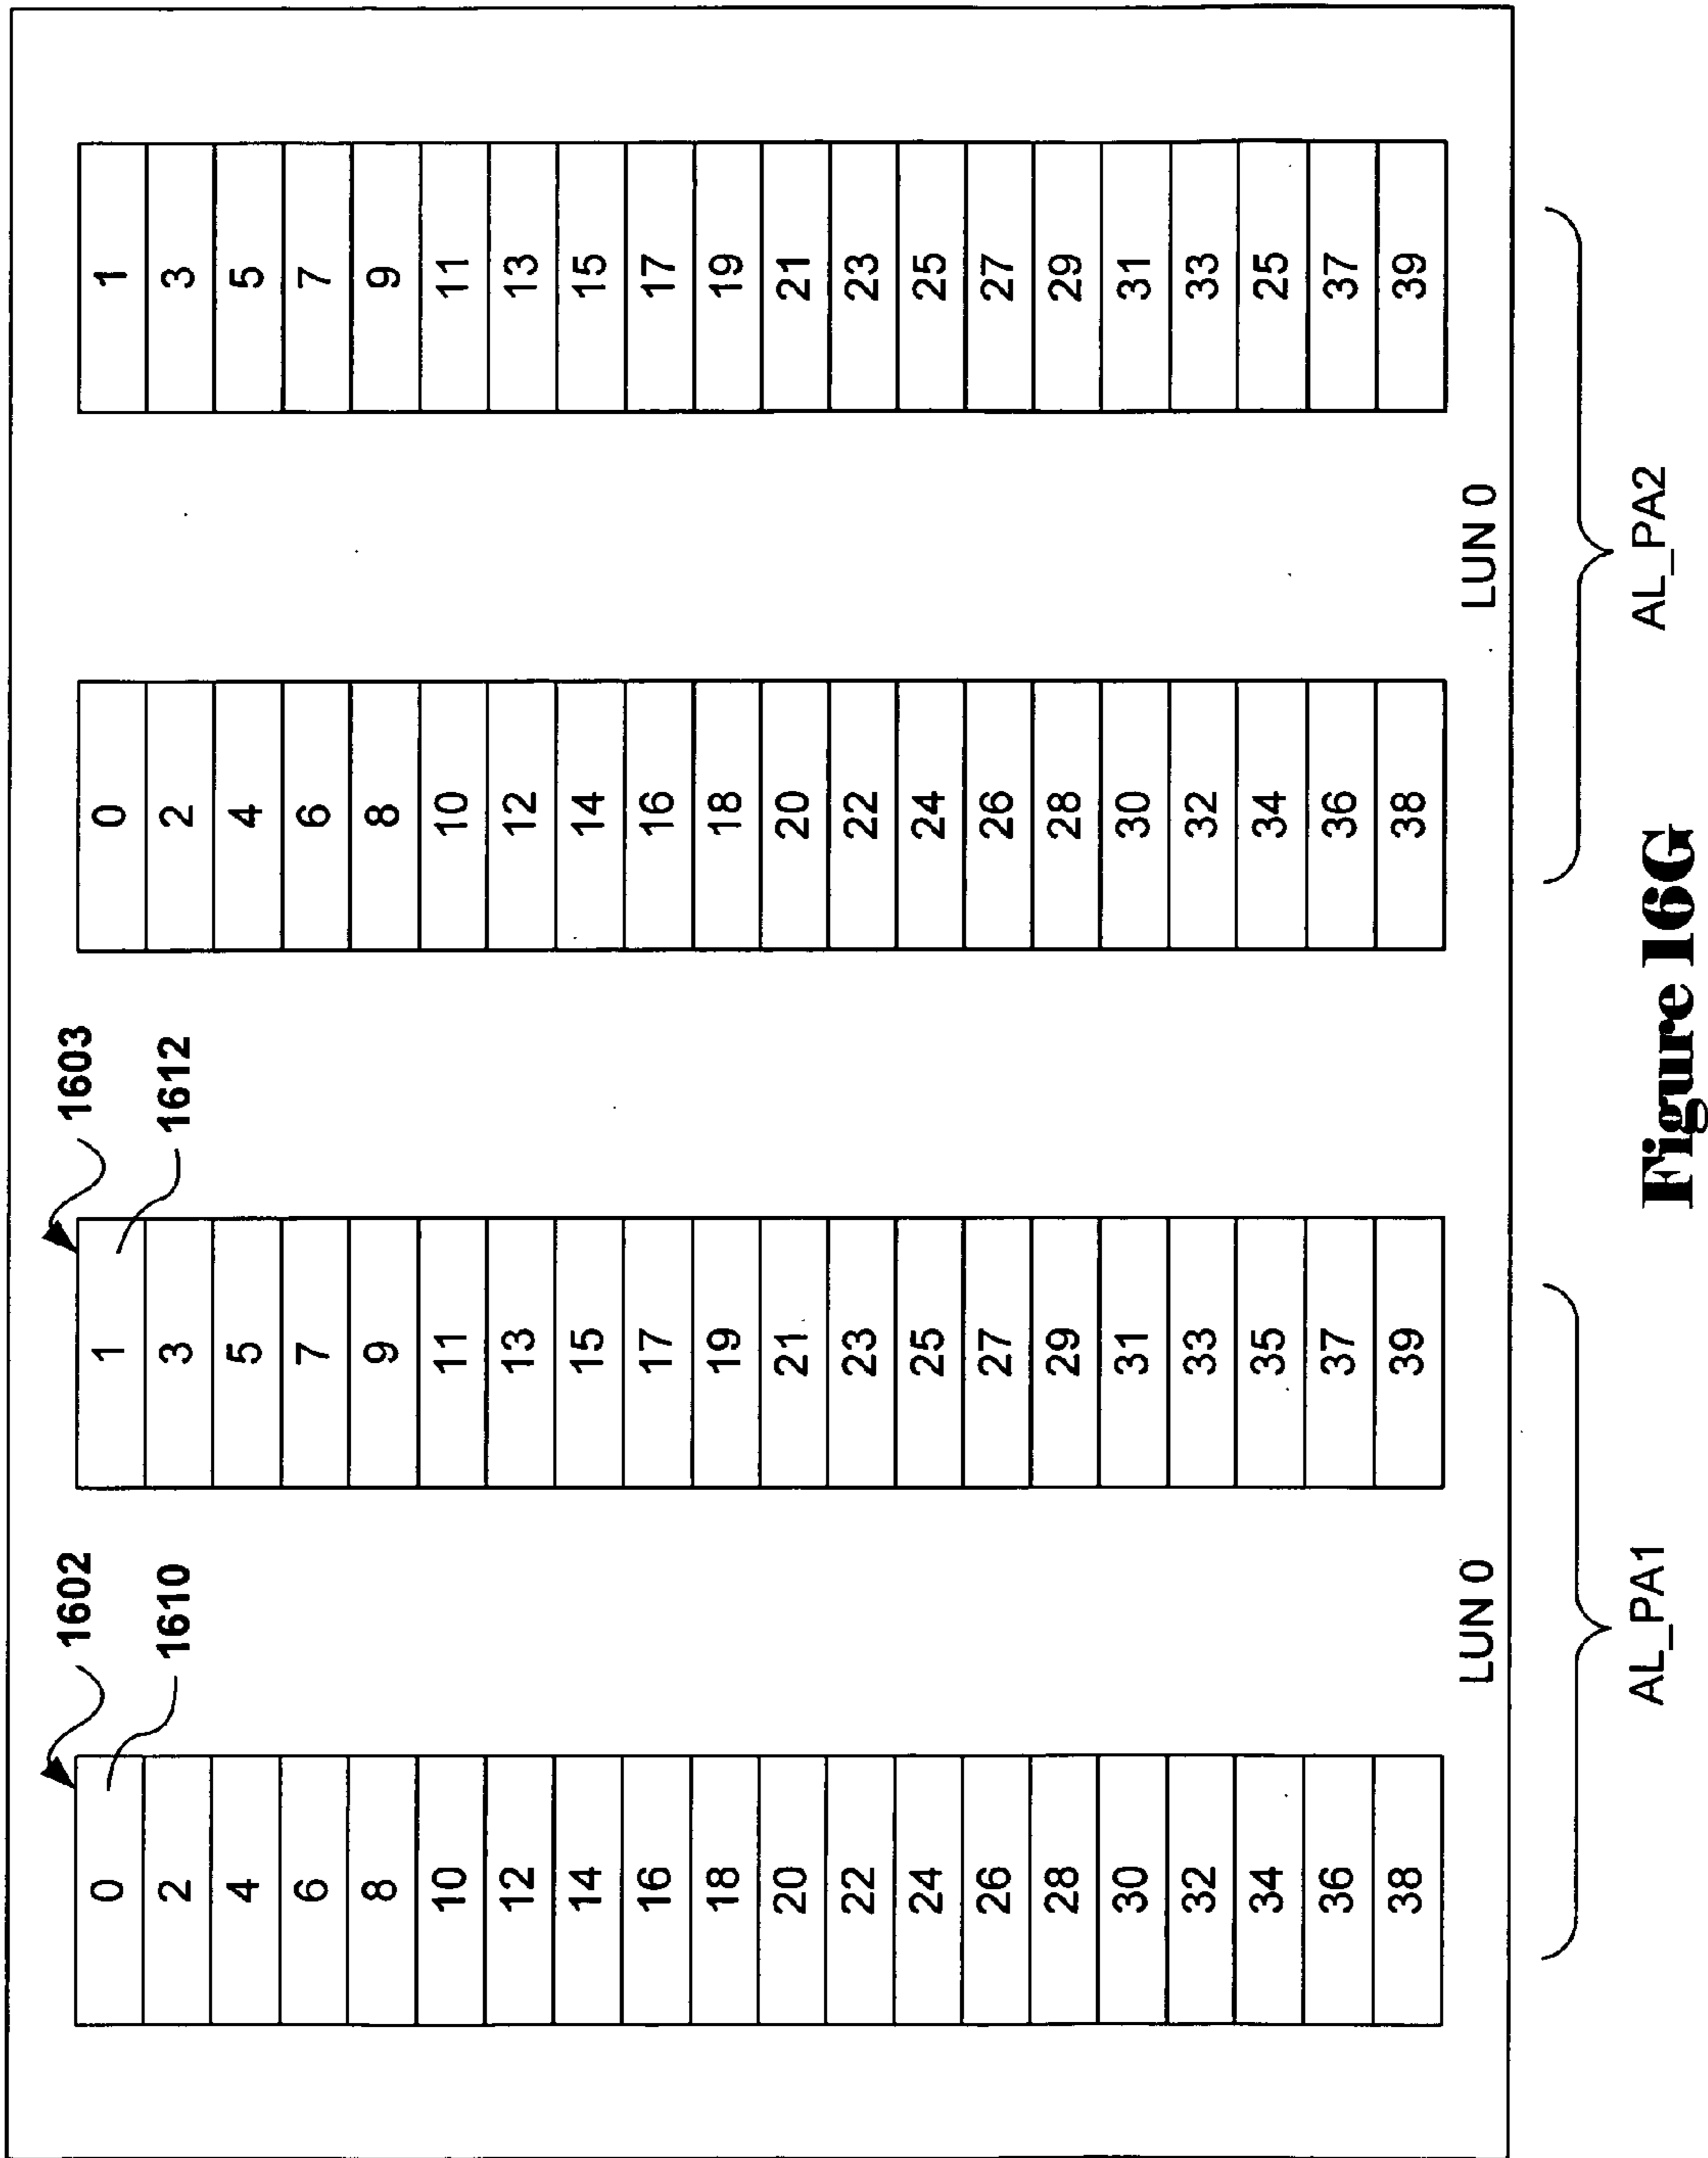 1602 1603
1610 1612
0 1 0 1
2 3 2 3
4 5 4 5
6 7 6 7
8 9 8 9
10 11 10 11
12 13 12 13
14 15 14 15
16 17 16 17
18 19 18 19
20 21 20 21
22 23 22 23
24 25 24 25
26 27 26 27
28 29 28 29
30 31 30 31
32 33 32 33
34 35 34 25
36 37 36 37
38 39 38 39
LUN 0 LUN 0
AL_PA1 AL_PA2
Figure 16G